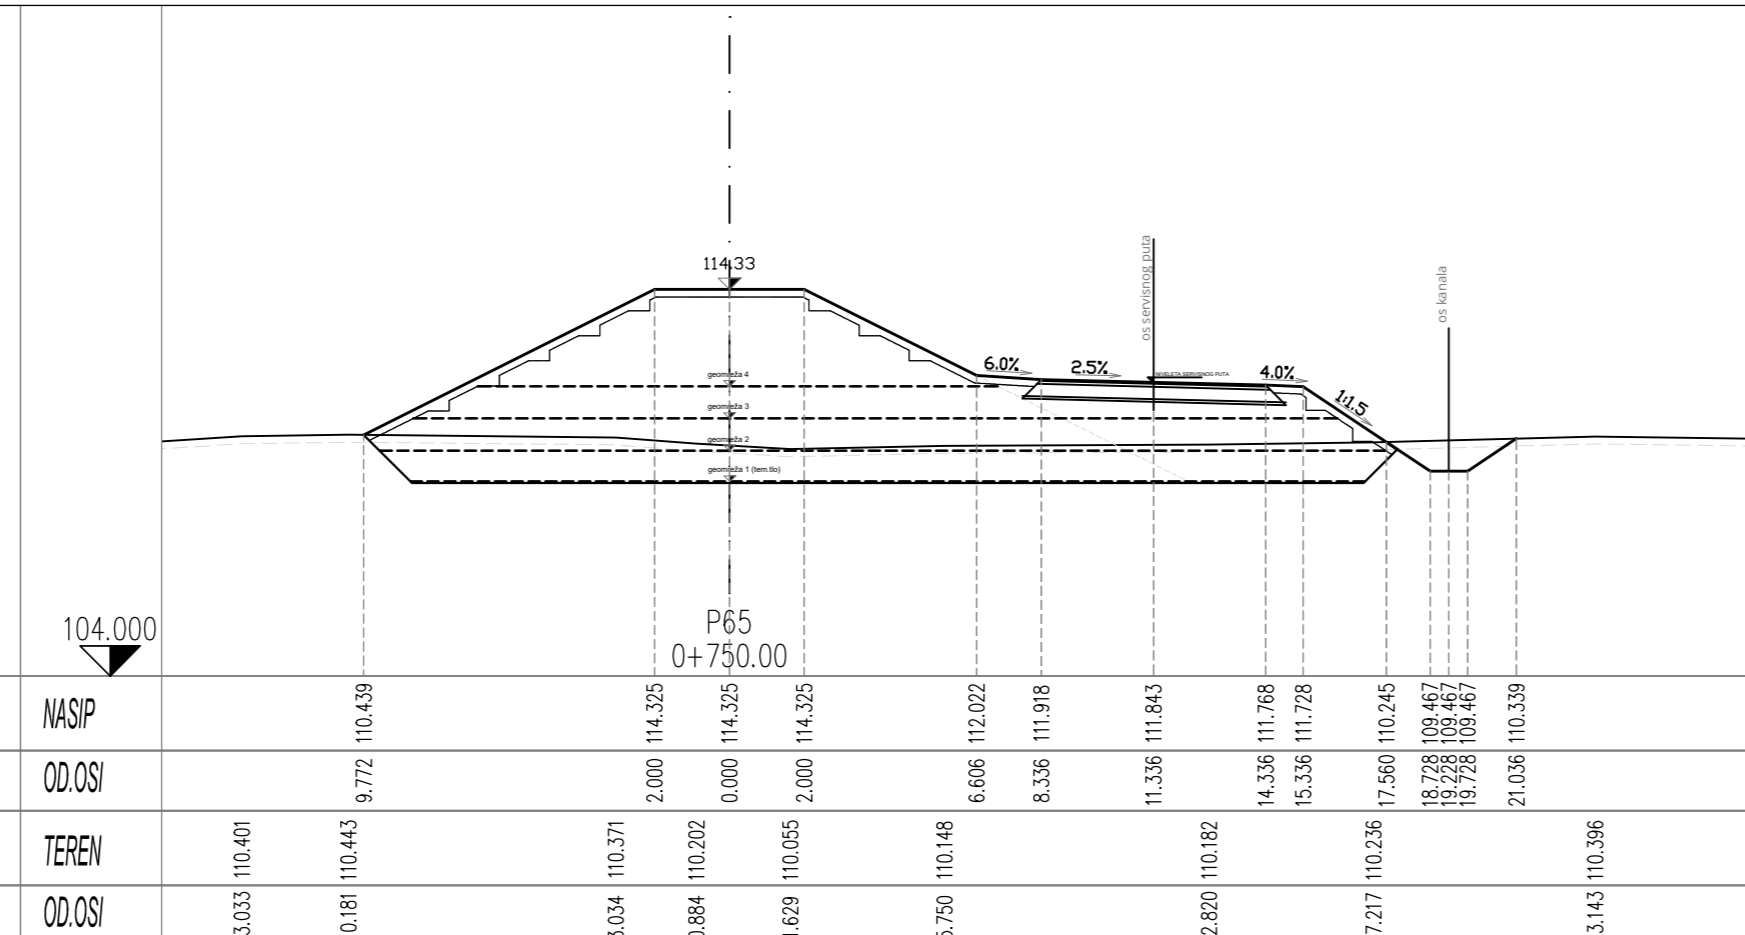 114.33
os servisnog puta
os kanala
6.0%
2.5%
NIVELETA SERVISNOG PUTA
4.0%
1:1.5
geomreža 4
geomreža 3
geomreža 2
geomreža 1 (tem.tlo)
P65
0+750.00
104.000
NASIP 110.439 114.325 114.325 114.325 112.022 111.918 111.843 111.768 111.728 110.245 109.467 109.467 109.467 110.339
OD.OSI 9.772 2.000 0.000 2.000 6.606 8.336 11.336 14.336 15.336 17.560 18.728 19.228 19.728 21.036
TEREN 110.401 110.443 110.371 110.202 110.055 110.148 110.182 110.236 110.396
OD.OSI